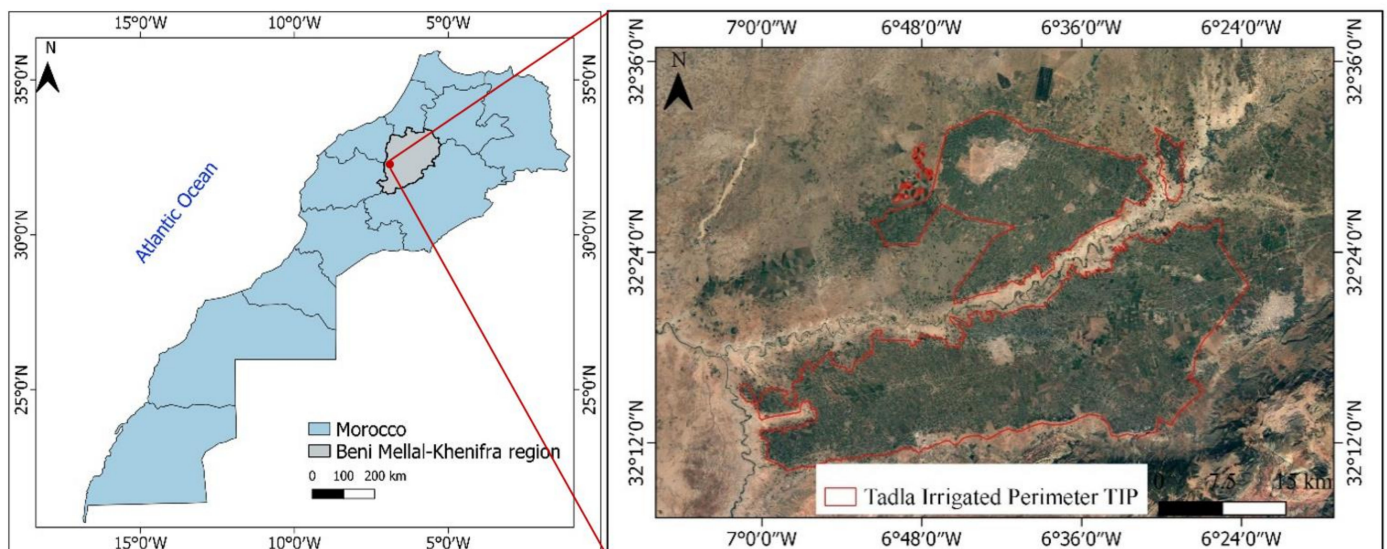 15°0'W 10°0'W 5°0'W
N
35°0'N
30°0'N
25°0'N
35°0'N
30°0'N
25°0'N
Atlantic Ocean
Morocco
Beni Mellal-Khenifra region
0 100 200 km
15°0'W 10°0'W 5°0'W
7°0'0"W 6°48'0"W 6°36'0"W 6°24'0"W
N
32°36'0"N
32°24'0"N
32°12'0"N
32°36'0"N
32°24'0"N
32°12'0"N
Tadla Irrigated Perimeter TIP
0 7.5 15 km
7°0'0"W 6°48'0"W 6°36'0"W 6°24'0"W